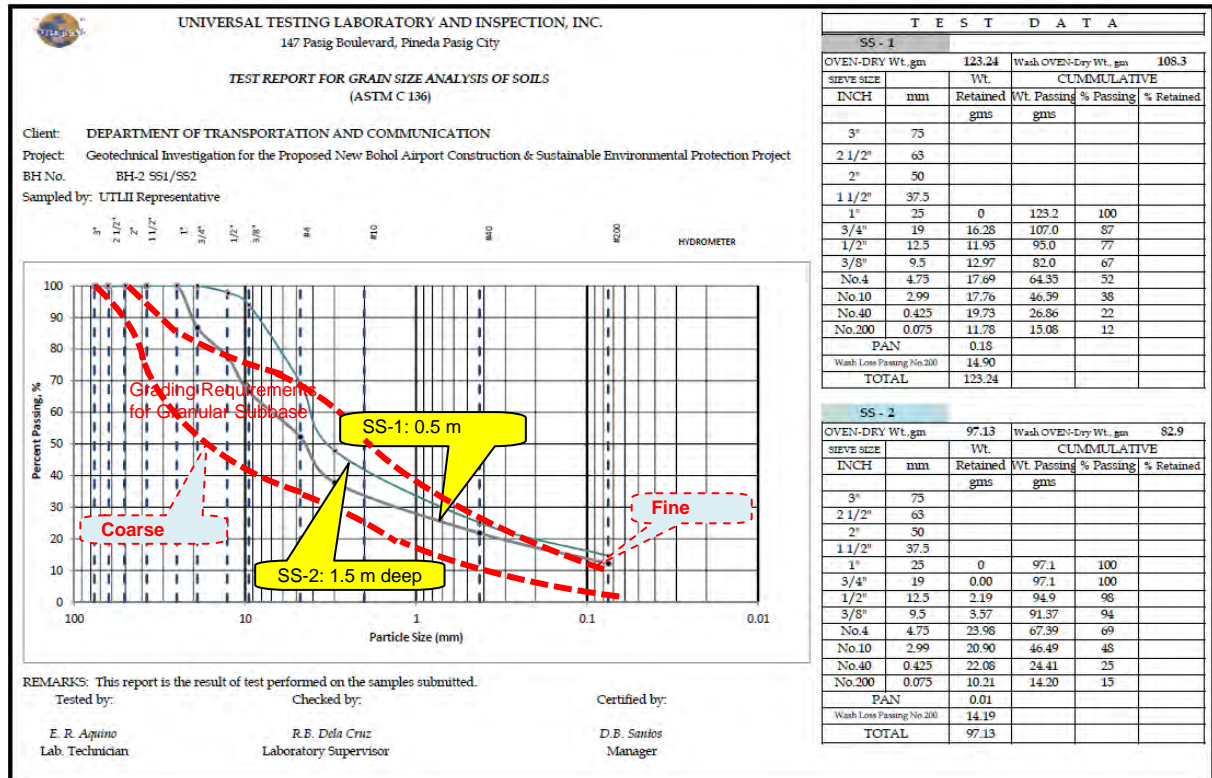 UNIVERSAL TESTING LABORATORY AND INSPECTION, INC.
147 Pasig Boulevard, Pineda Pasig City
TEST REPORT FOR GRAIN SIZE ANALYSIS OF SOILS
(ASTM C 136)
Client: DEPARTMENT OF TRANSPORTATION AND COMMUNICATION
Project: Geotechnical Investigation for the Proposed New Bohol Airport Construction & Sustainable Environmental Protection Project
BH No. BH-2 SS1/SS2
Sampled by: UTLII Representative
3" 2 1/2" 2" 1 1/2" 1" 3/4" 1/2" 3/8" #4 #10 #40 #200 HYDROMETER
Percent Passing, %
100
90
80
70
60
50
40
30
20
10
0
100 10 1 0.1 0.01
Particle Size (mm)
Grading Requirements
for Granular Subbase
SS-1: 0.5 m
Coarse
Fine
SS-2: 1.5 m deep
REMARKS: This report is the result of test performed on the samples submitted.
Tested by: Checked by: Certified by:
E. R. Aquino R.B. Dela Cruz D.B. Santos
Lab. Technician Laboratory Supervisor Manager
T E S T D A T A
SS - 1
OVEN-DRY Wt.,gm 123.24 Wash OVEN-Dry Wt., gm 108.3
SIEVE SIZE Wt. CUMMULATIVE
INCH mm Retained Wt. Passing % Passing % Retained
gms gms
3" 75
2 1/2" 63
2" 50
1 1/2" 37.5
1" 25 0 123.2 100
3/4" 19 16.28 107.0 87
1/2" 12.5 11.95 95.0 77
3/8" 9.5 12.97 82.0 67
No.4 4.75 17.69 64.35 52
No.10 2.99 17.76 46.59 38
No.40 0.425 19.73 26.86 22
No.200 0.075 11.78 15.08 12
PAN 0.18
Wash Loss Passing No.200 14.90
TOTAL 123.24
SS - 2
OVEN-DRY Wt.,gm 97.13 Wash OVEN-Dry Wt., gm 82.9
SIEVE SIZE Wt. CUMMULATIVE
INCH mm Retained Wt. Passing % Passing % Retained
gms gms
3" 75
2 1/2" 63
2" 50
1 1/2" 37.5
1" 25 0 97.1 100
3/4" 19 0.00 97.1 100
1/2" 12.5 2.19 94.9 98
3/8" 9.5 3.57 91.37 94
No.4 4.75 23.98 67.39 69
No.10 2.99 20.90 46.49 48
No.40 0.425 22.08 24.41 25
No.200 0.075 10.21 14.20 15
PAN 0.01
Wash Loss Passing No.200 14.19
TOTAL 97.13